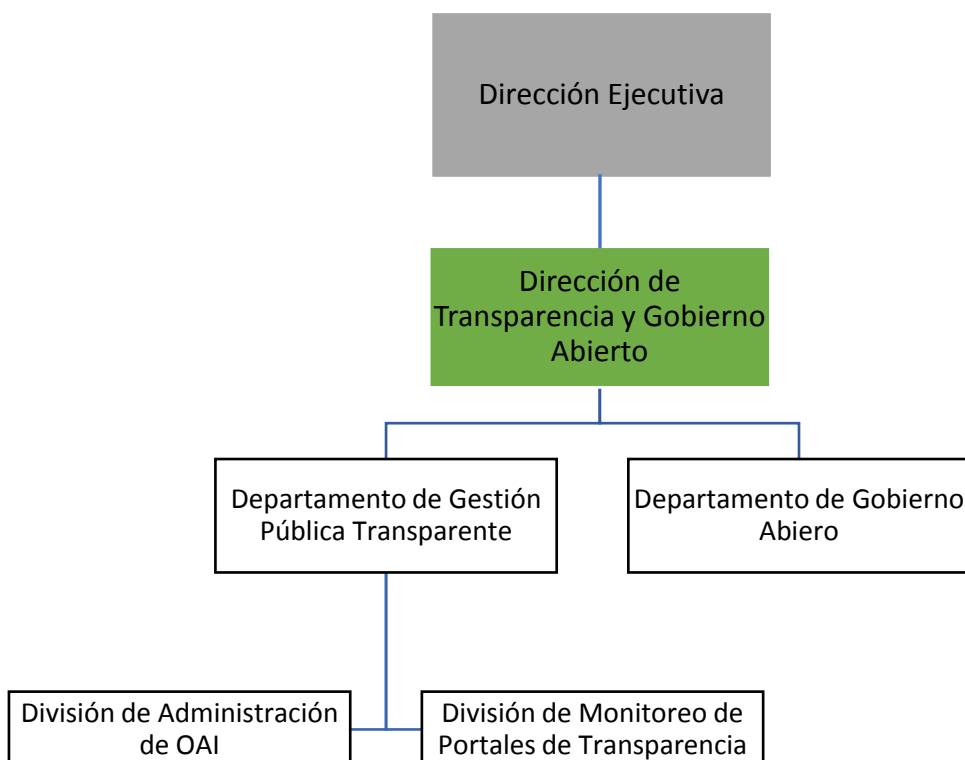 Dirección Ejecutiva
Dirección de
Transparencia y Gobierno
Abierto
Departamento de Gestión
Pública Transparente
Departamento de Gobierno
Abiero
División de Administración
de OAI
División de Monitoreo de
Portales de Transparencia